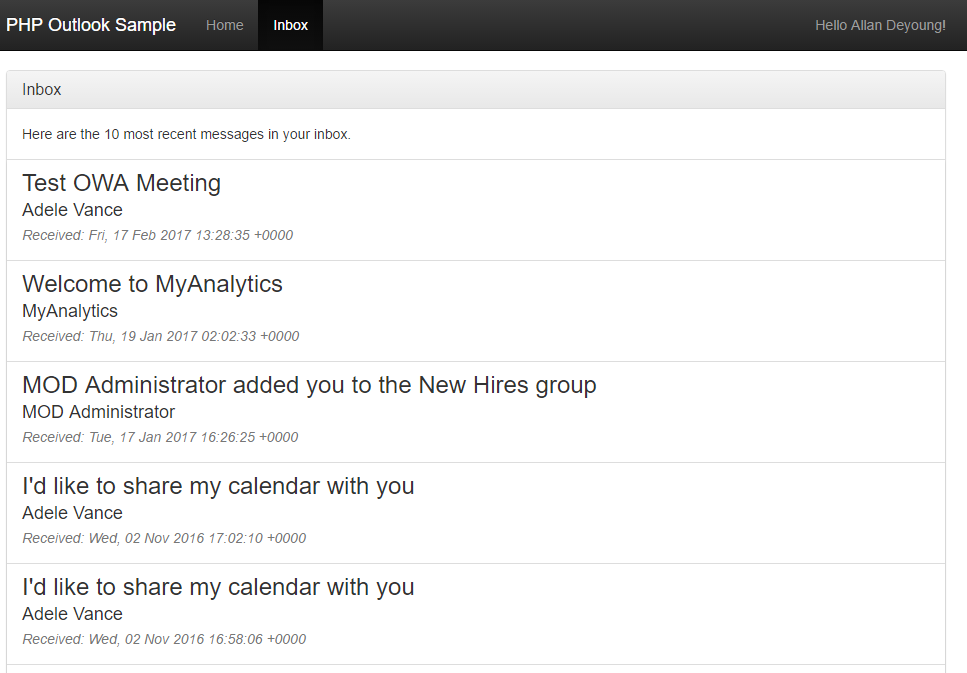 PHP Outlook Sample Home Inbox Hello Allan Deyoung!
Inbox
Here are the 10 most recent messages in your inbox.
Test OWA Meeting
Adele Vance
Received: Fri, 17 Feb 2017 13:28:35 +0000
Welcome to MyAnalytics
MyAnalytics
Received: Thu, 19 Jan 2017 02:02:33 +0000
MOD Administrator added you to the New Hires group
MOD Administrator
Received: Tue, 17 Jan 2017 16:26:25 +0000
I'd like to share my calendar with you
Adele Vance
Received: Wed, 02 Nov 2016 17:02:10 +0000
I'd like to share my calendar with you
Adele Vance
Received: Wed, 02 Nov 2016 16:58:06 +0000